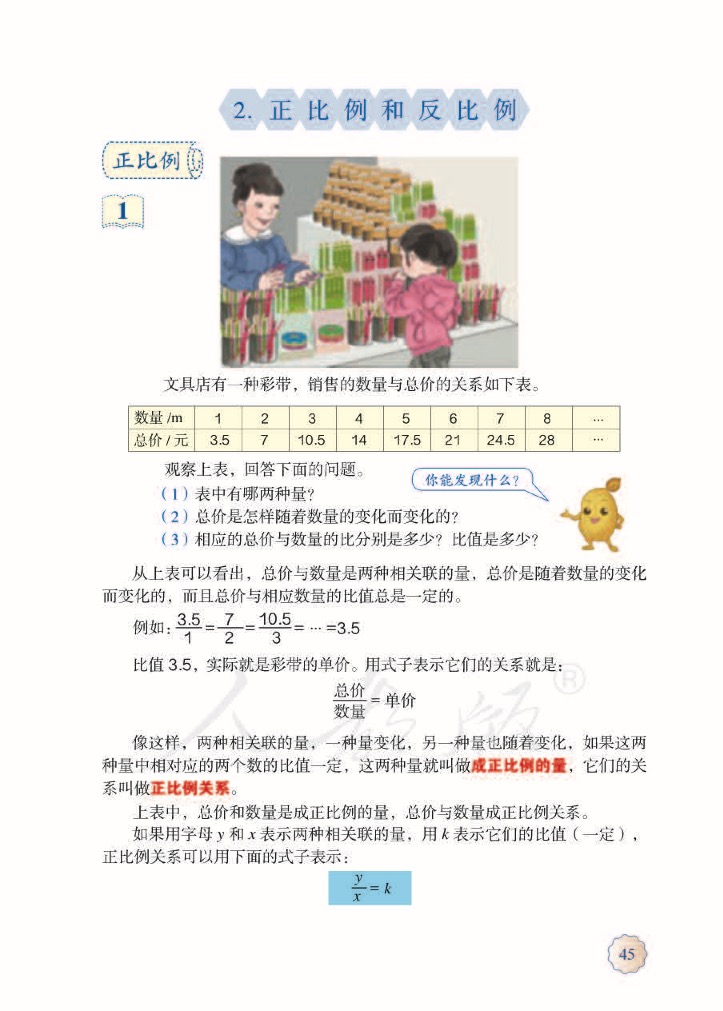 2. 正比例和反比例
正比例
1
文具店有一种彩带，销售的数量与总价的关系如下表。
数量/m 1 2 3 4 5 6 7 8 …
总价/元 3.5 7 10.5 14 17.5 21 24.5 28 …
观察上表，回答下面的问题。
你能发现什么？
（1）表中有哪两种量？
（2）总价是怎样随着数量的变化而变化的？
（3）相应的总价与数量的比分别是多少？比值是多少？
从上表可以看出，总价与数量是两种相关联的量，总价是随着数量的变化
而变化的，而且总价与相应数量的比值总是一定的。
例如：3.5/1=7/2=10.5/3=…=3.5
比值 3.5，实际就是彩带的单价。用式子表示它们的关系就是：
总价/数量=单价
像这样，两种相关联的量，一种量变化，另一种量也随着变化，如果这两
种量中相对应的两个数的比值一定，这两种量就叫做成正比例的量，它们的关
系叫做正比例关系。
上表中，总价和数量是成正比例的量，总价与数量成正比例关系。
如果用字母 y 和 x 表示两种相关联的量，用 k 表示它们的比值（一定），
正比例关系可以用下面的式子表示：
y/x=k
人教版®
45